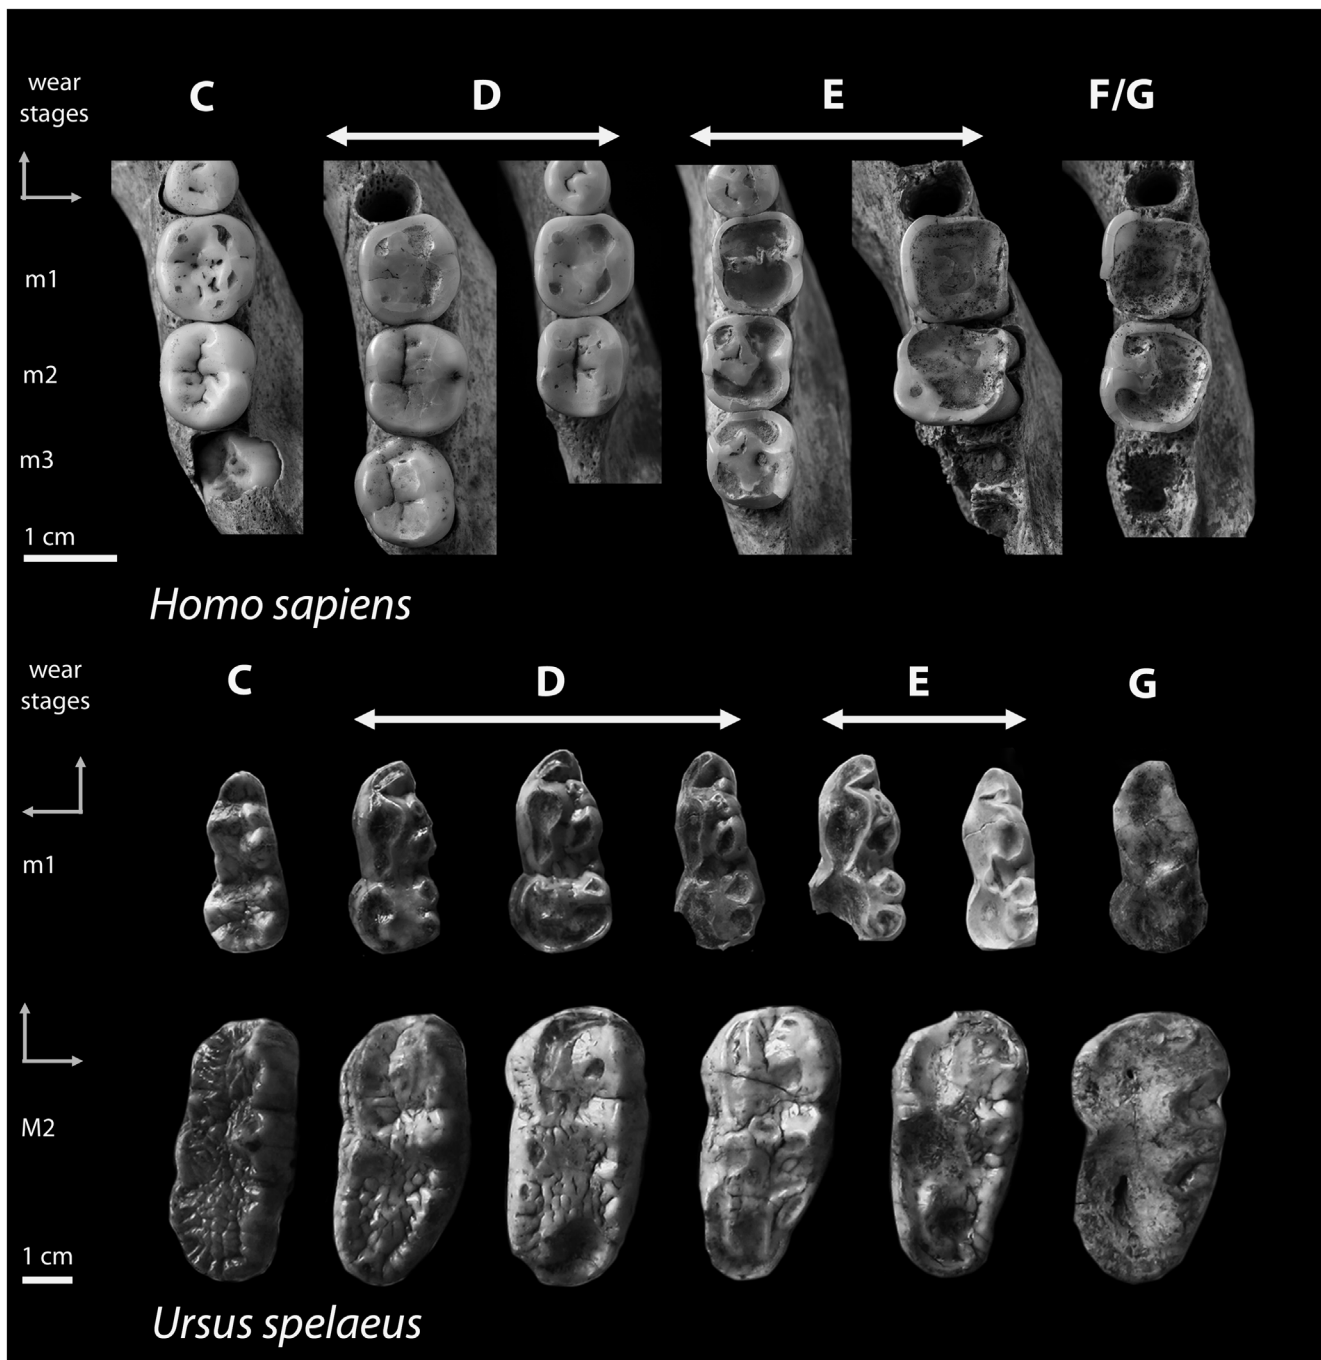 wear
stages
C
D
E
F/G
m1
m2
m3
1 cm
Homo sapiens
wear
stages
C
D
E
G
m1
M2
1 cm
Ursus spelaeus